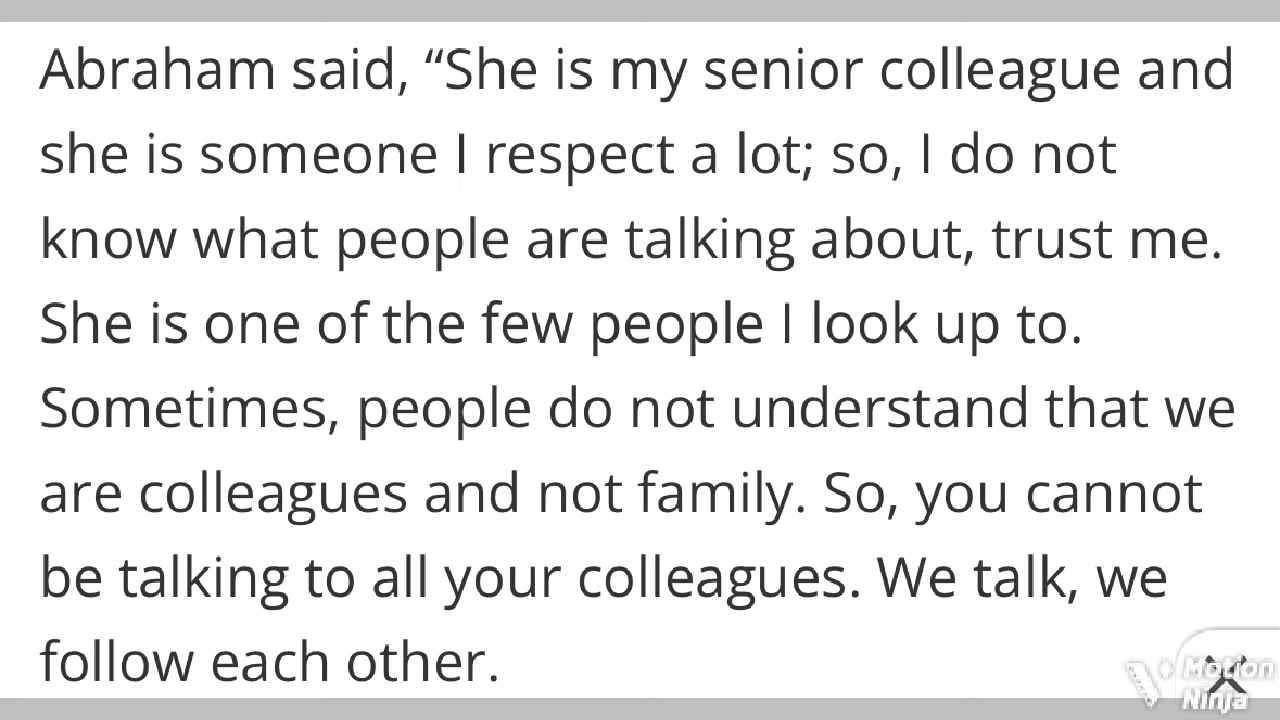 Abraham said, “She is my senior colleague and
she is someone I respect a lot; so, I do not
know what people are talking about, trust me.
She is one of the few people I look up to.
Sometimes, people do not understand that we
are colleagues and not family. So, you cannot
be talking to all your colleagues. We talk, we
follow each other.
Motion
Ninja